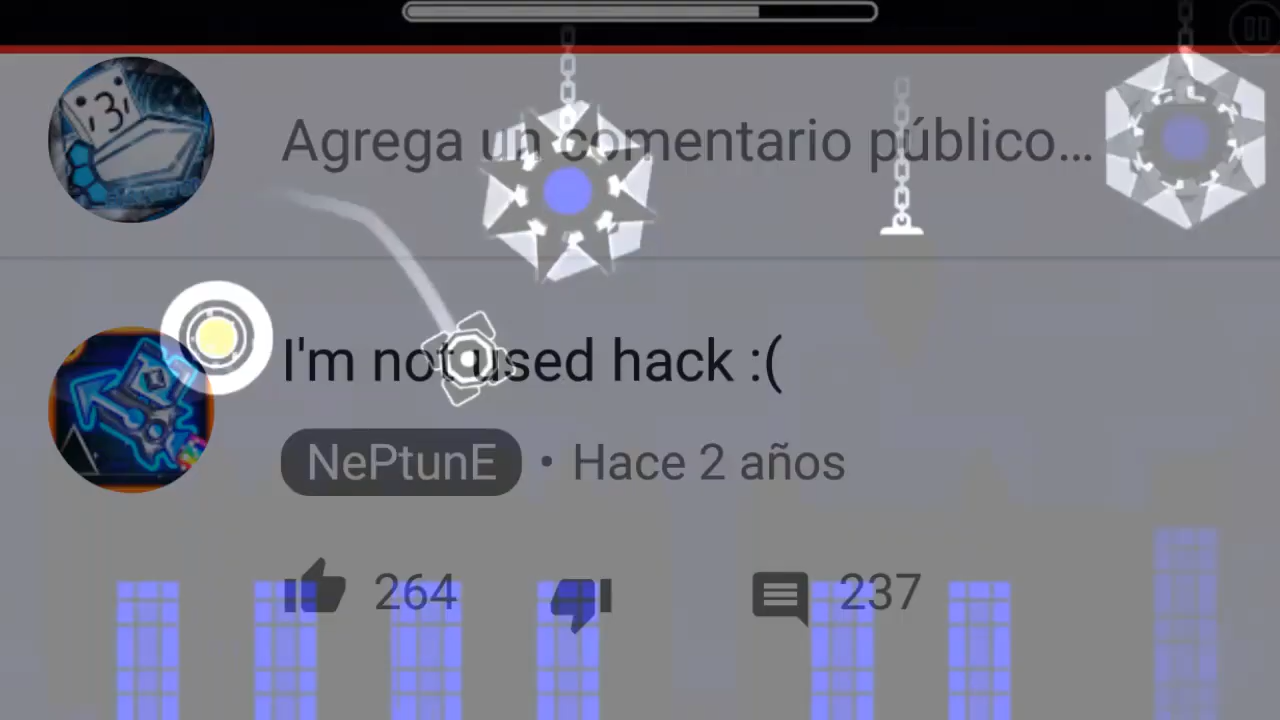 Agrega un comentario público...
I'm not used hack :(
NePtunE • Hace 2 años
264 237